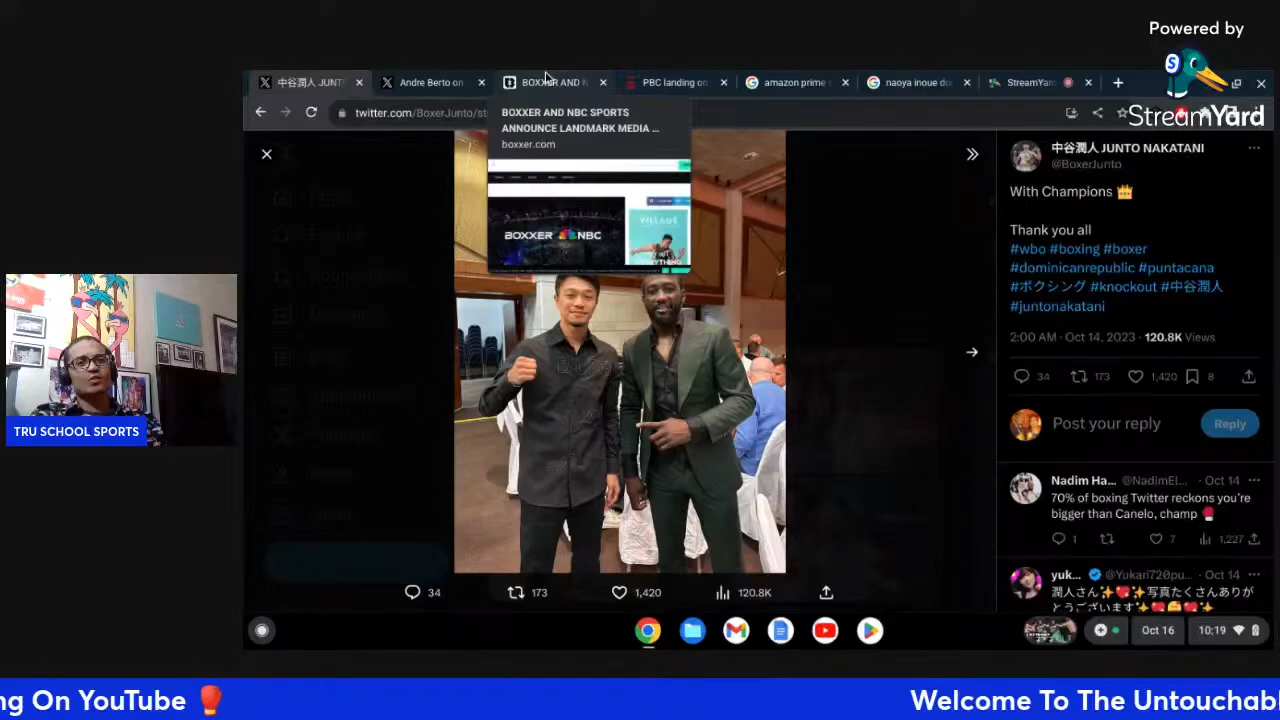 Powered by
StreamYard
中谷潤人 JUNT
Andre Berto on
BOXXER AND N
PBC landing on
amazon prime s
naoya inoue do
StreamYar
twitter.com/BoxerJunto/st
BOXXER AND NBC SPORTS
ANNOUNCE LANDMARK MEDIA ...
boxxer.com
BOXXER NBC
VILLAGE
中谷潤人 JUNTO NAKATANI
@BoxerJunto
With Champions 👑
Thank you all
#wbo #boxing #boxer
#dominicanrepublic #puntacana
#ボクシング #knockout #中谷潤人
#juntonakatani
2:00 AM · Oct 14, 2023 · 120.8K Views
34 173 1,420 8
Post your reply
Reply
Nadim Ha... @NadimEl... · Oct 14
70% of boxing Twitter reckons you're
bigger than Canelo, champ 🥊
1 7 1,227
yuk... @Yukari720pu... · Oct 14
潤人さん✨💖✨写真たくさんありが
とうございます✨💖🤗💖✨
34 173 1,420 120.8K
TRU SCHOOL SPORTS
Oct 16 10:19
ng On YouTube 🥊 Welcome To The Untouchab